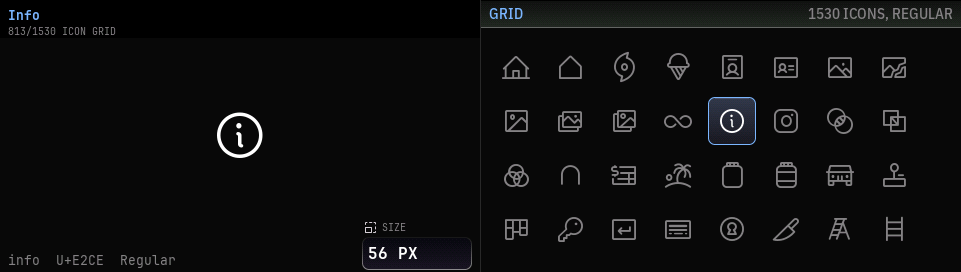 Info
813/1530 ICON GRID
SIZE
56 PX
info U+E2CE Regular
GRID
1530 ICONS, REGULAR